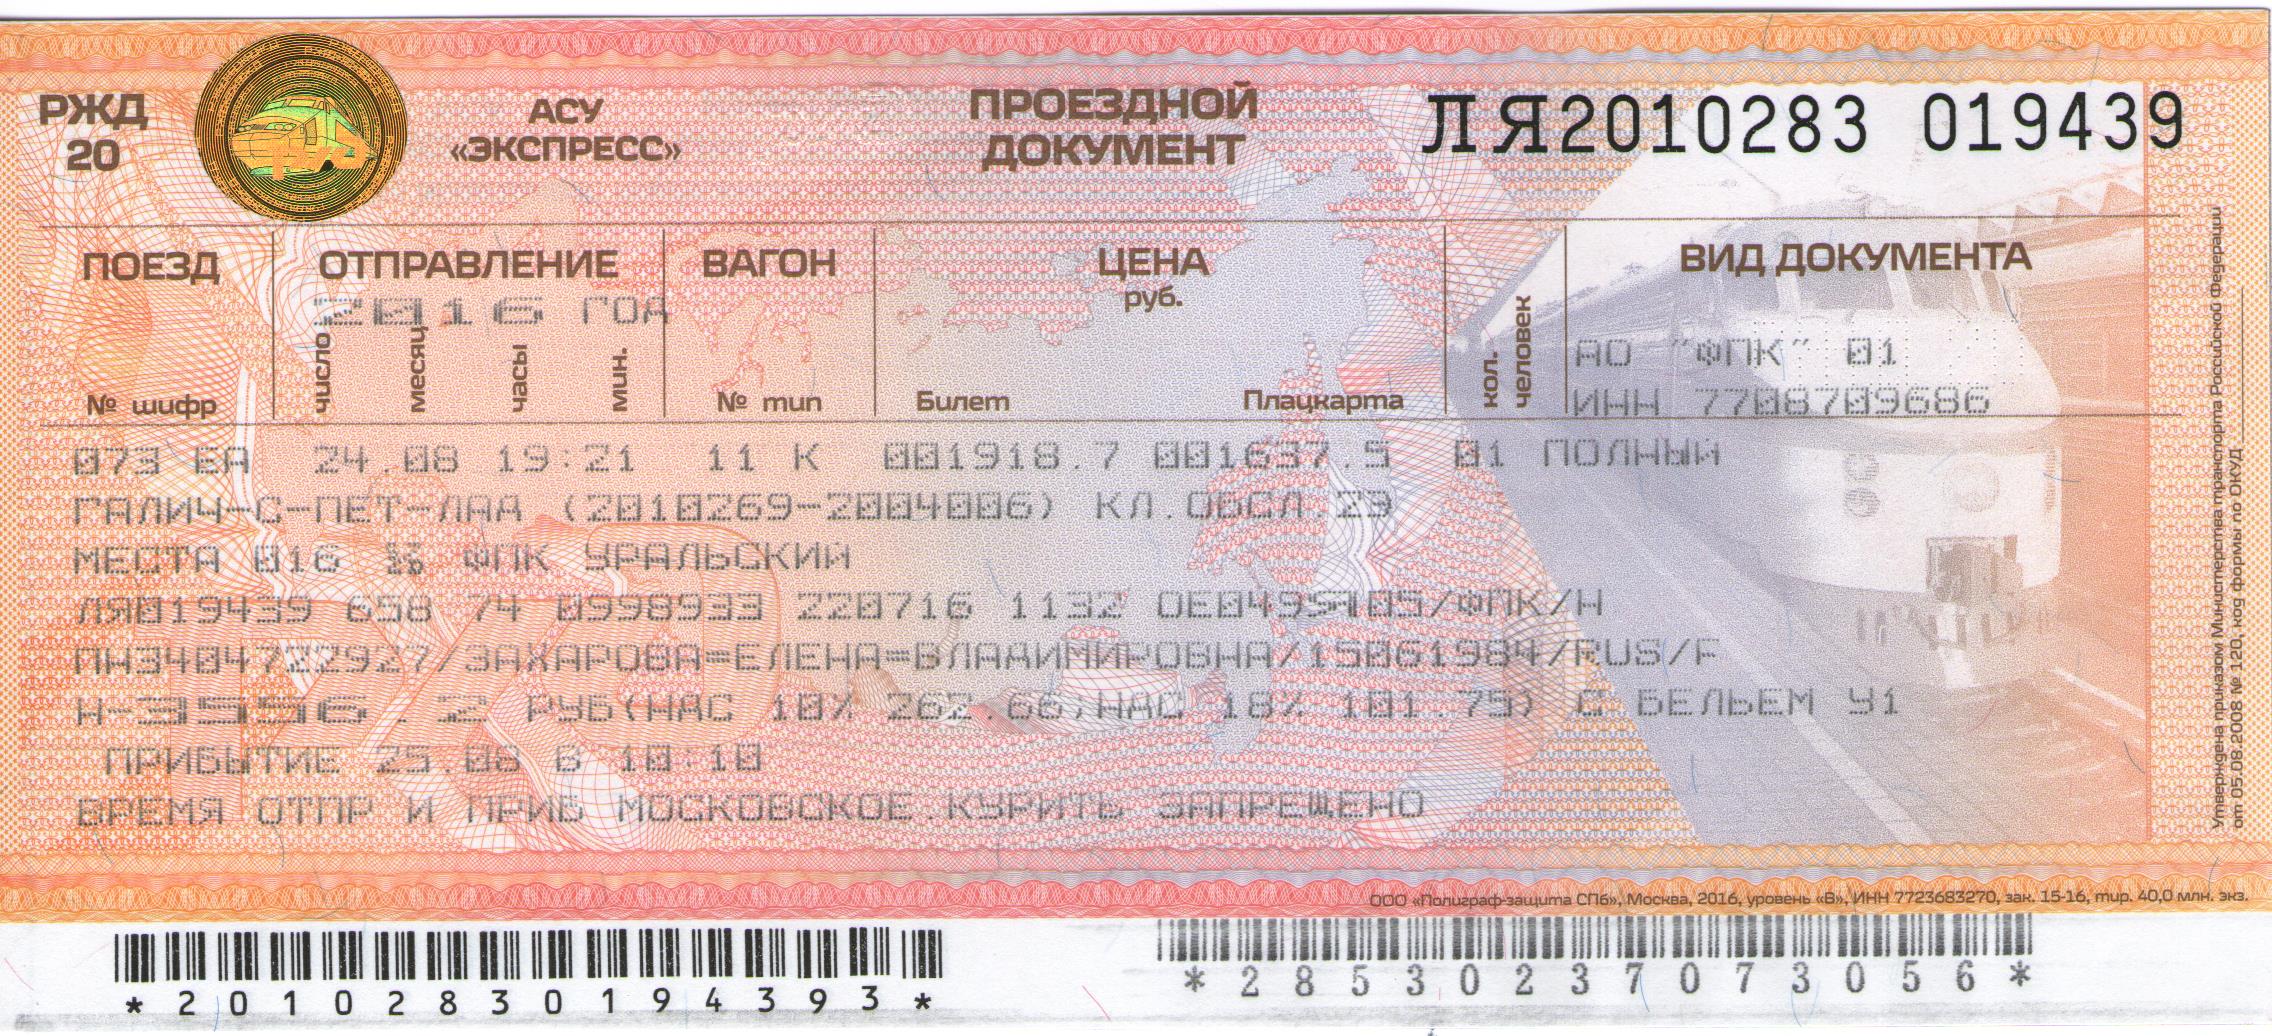 РЖД
20
АСУ
«ЭКСПРЕСС»
ПРОЕЗДНОЙ
ДОКУМЕНТ
ЛЯ2010283 019439
ПОЕЗД
№ шифр
ОТПРАВЛЕНИЕ
2016 ГОД
число
месяц
часы
мин.
ВАГОН
№ тип
ЦЕНА
руб.
Билет
Плацкарта
кол.
человек
ВИД ДОКУМЕНТА
АО "ФПК" 01
ИНН 7708709686
073 ЕА 24.08 19:21 11 К 001918.7 001637.5 01 ПОЛНЫЙ
ГАЛИЧ-С-ПЕТ-ЛАД (2010269-2004006) КЛ.ОБСЛ.2Э
МЕСТА 016 ФПК УРАЛЬСКИЙ
ЛЯ019439 658 74 0998933 220716 1132 /ФПК/Н
ПН3404722927/ЗАХАРОВА=ЕЛЕНА=ВЛАДИМИРОВНА/15061984/RUS/F
Н-3556.2 РУБ(НДС 10% 262.66,НДС 18% 101.75) С БЕЛЬЕМ У1
ПРИБЫТИЕ 25.08 В 10:10
ВРЕМЯ ОТПР И ПРИБ МОСКОВСКОЕ.КУРИТЬ ЗАПРЕЩЕНО
Утверждена приказом Министерства транспорта Российской Федерации
от 05.08.2008 № 120, код формы по ОКУД
ООО «Полиграф-защита СПб», Москва, 2016, уровень «В», ИНН 7723683270, зак. 15-16, тир. 40,0 млн. экз.
*20102830194393*
*28530237073056*